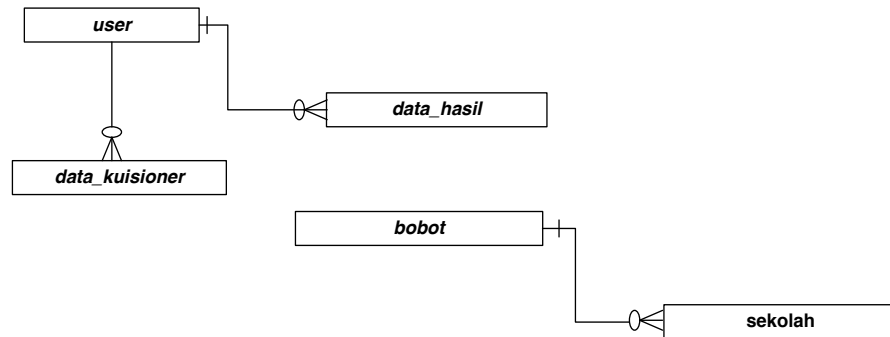 user
data_hasil
data_kuisioner
bobot
sekolah